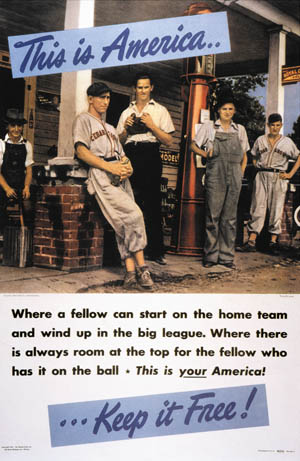 This is America..
MODEL
Where a fellow can start on the home team
and wind up in the big league. Where there
is always room at the top for the fellow who
has it on the ball ★ This is your America!
...Keep it Free!